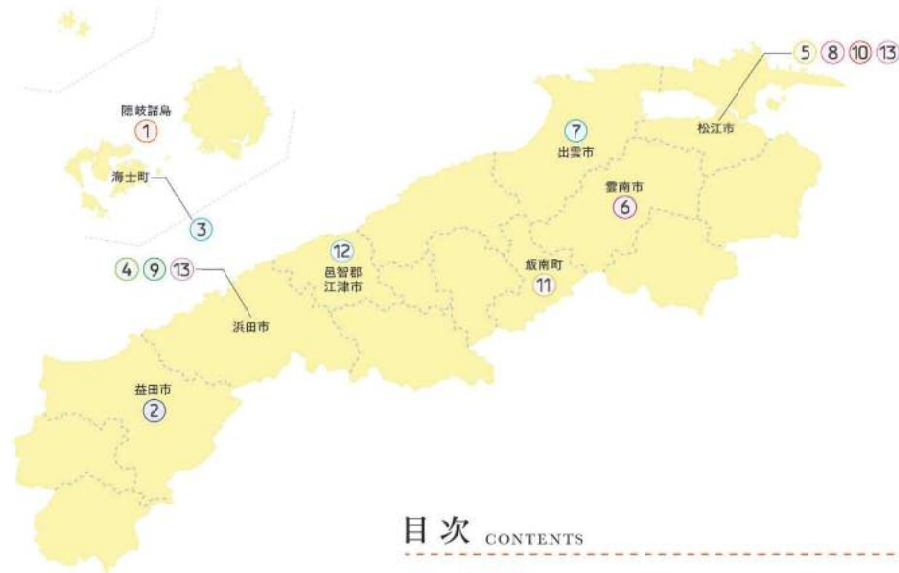 ⑤ ⑧ ⑩ ⑬
松江市
隠岐諸島
①
海士町
③
⑦
出雲市
雲南市
⑥
④ ⑨ ⑬
浜田市
⑫
邑智郡
江津市
飯南町
⑪
益田市
②
目次 CONTENTS